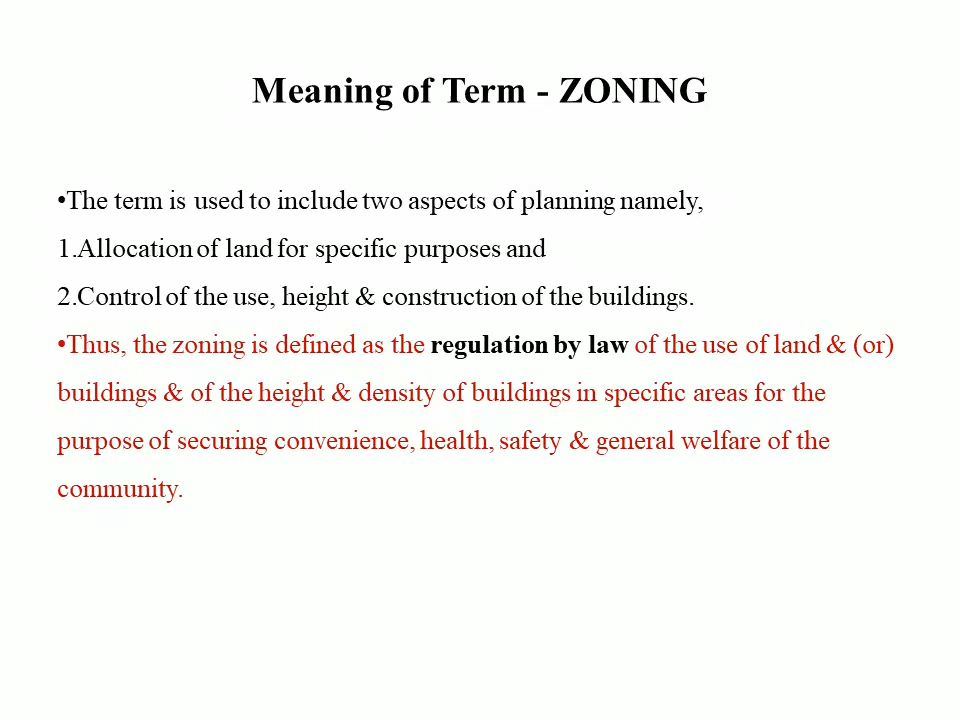 Meaning of Term - ZONING
•The term is used to include two aspects of planning namely,
1.Allocation of land for specific purposes and
2.Control of the use, height & construction of the buildings.
•Thus, the zoning is defined as the regulation by law of the use of land & (or)
buildings & of the height & density of buildings in specific areas for the
purpose of securing convenience, health, safety & general welfare of the
community.